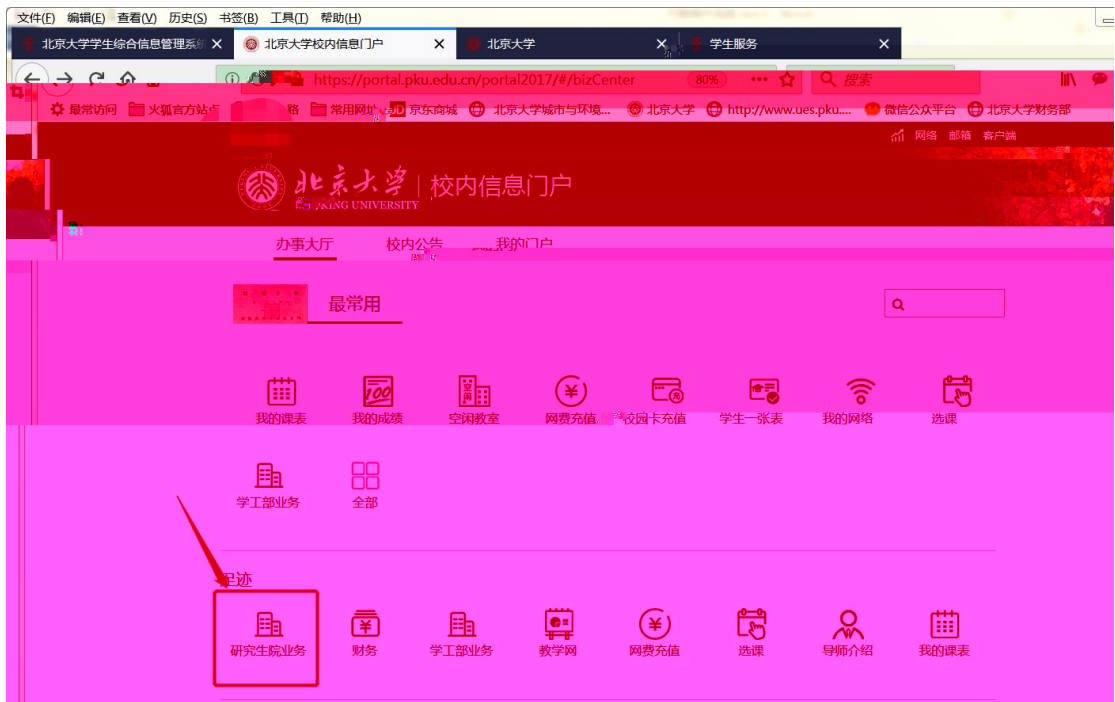 文件(F) 编辑(E) 查看(V) 历史(S) 书签(B) 工具(T) 帮助(H)
北京大学学生综合信息管理系统 北京大学校内信息门户 北京大学 学生服务
https://portal.pku.edu.cn/portal2017/#/bizCenter 80% 搜索
最常访问 火狐官方站点 常用网址 JD 京东商城 北京大学城市与环境... 北京大学 http://www.ues.pku.... 微信公众平台 北京大学财务部
网络 邮箱 客户端
北京大学 校内信息门户
UNIVERSITY
办事大厅 校内公告 我的门户
最常用
我的课表 我的成绩 空闲教室 网费充值 校园卡充值 学生一张表 我的网络 选课
学工部业务 全部
足迹
研究生院业务 财务 学工部业务 教学网 网费充值 选课 导师介绍 我的课表